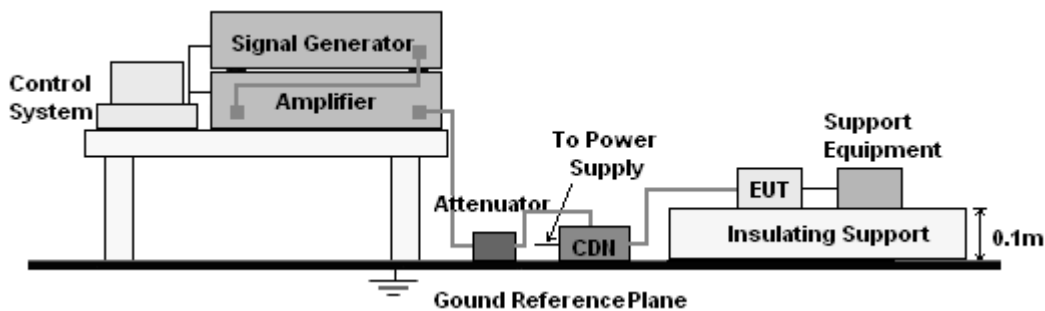 Signal Generator
Control
System
Amplifier
To Power
Supply
Support
Equipment
Attenuator
EUT
CDN
Insulating Support
0.1m
Gound Reference Plane